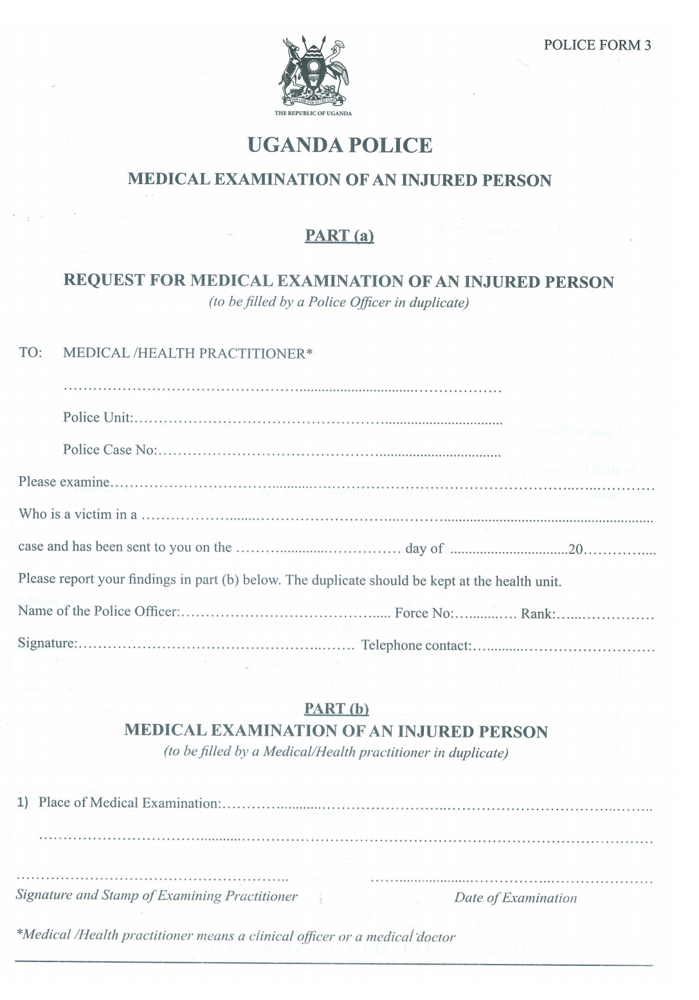 POLICE FORM 3
FOR GOD AND MY COUNTRY
THE REPUBLIC OF UGANDA
UGANDA POLICE
MEDICAL EXAMINATION OF AN INJURED PERSON
PART (a)
REQUEST FOR MEDICAL EXAMINATION OF AN INJURED PERSON
(to be filled by a Police Officer in duplicate)
TO: MEDICAL /HEALTH PRACTITIONER*
................................................................................
Police Unit:................................................................................
Police Case No:................................................................................
Please examine................................................................................
Who is a victim in a ................................................................................
case and has been sent to you on the ........................................ day of ................................20..................
Please report your findings in part (b) below. The duplicate should be kept at the health unit.
Name of the Police Officer:.................................................... Force No:............... Rank:........................
Signature:.................................................................... Telephone contact:.............................................
PART (b)
MEDICAL EXAMINATION OF AN INJURED PERSON
(to be filled by a Medical/Health practitioner in duplicate)
1) Place of Medical Examination:................................................................................
................................................................................
............................................................ ............................................................
Signature and Stamp of Examining Practitioner Date of Examination
*Medical /Health practitioner means a clinical officer or a medical doctor